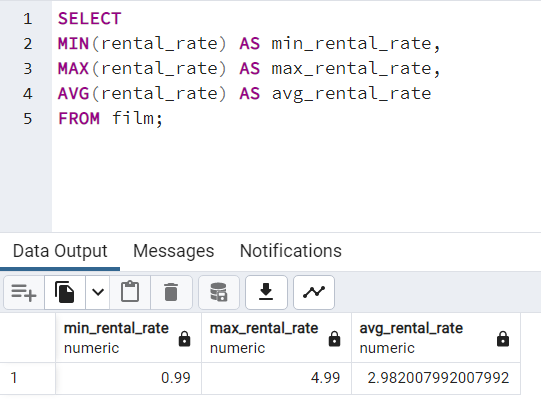 1 SELECT
2 MIN(rental_rate) AS min_rental_rate,
3 MAX(rental_rate) AS max_rental_rate,
4 AVG(rental_rate) AS avg_rental_rate
5 FROM film;
Data Output Messages Notifications
min_rental_rate max_rental_rate avg_rental_rate
numeric numeric numeric
1 0.99 4.99 2.982007992007992